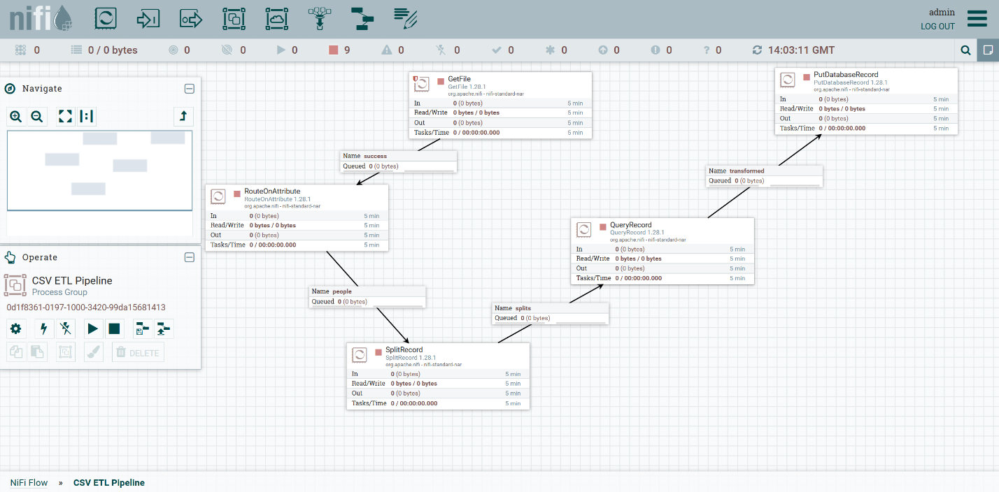 nifi
admin
LOG OUT
0 0 / 0 bytes 0 0 0 9 0 0 0 0 0 0 ? 0 14:03:11 GMT
Navigate
Operate
CSV ETL Pipeline
Process Group
0d1f8361-0197-1000-3420-99da15681413
DELETE
GetFile
GetFile 1.28.1
org.apache.nifi - nifi-standard-nar
In 0 (0 bytes) 5 min
Read/Write 0 bytes / 0 bytes 5 min
Out 0 (0 bytes) 5 min
Tasks/Time 0 / 00:00:00.000 5 min
Name success
Queued 0 (0 bytes)
RouteOnAttribute
RouteOnAttribute 1.28.1
org.apache.nifi - nifi-standard-nar
In 0 (0 bytes) 5 min
Read/Write 0 bytes / 0 bytes 5 min
Out 0 (0 bytes) 5 min
Tasks/Time 0 / 00:00:00.000 5 min
Name people
Queued 0 (0 bytes)
SplitRecord
SplitRecord 1.28.1
org.apache.nifi - nifi-standard-nar
In 0 (0 bytes) 5 min
Read/Write 0 bytes / 0 bytes 5 min
Out 0 (0 bytes) 5 min
Tasks/Time 0 / 00:00:00.000 5 min
Name splits
Queued 0 (0 bytes)
QueryRecord
QueryRecord 1.28.1
org.apache.nifi - nifi-standard-nar
In 0 (0 bytes) 5 min
Read/Write 0 bytes / 0 bytes 5 min
Out 0 (0 bytes) 5 min
Tasks/Time 0 / 00:00:00.000 5 min
Name transformed
Queued 0 (0 bytes)
PutDatabaseRecord
PutDatabaseRecord 1.28.1
org.apache.nifi - nifi-standard-nar
In 0 (0 bytes) 5 min
Read/Write 0 bytes / 0 bytes 5 min
Out 0 (0 bytes) 5 min
Tasks/Time 0 / 00:00:00.000 5 min
NiFi Flow » CSV ETL Pipeline